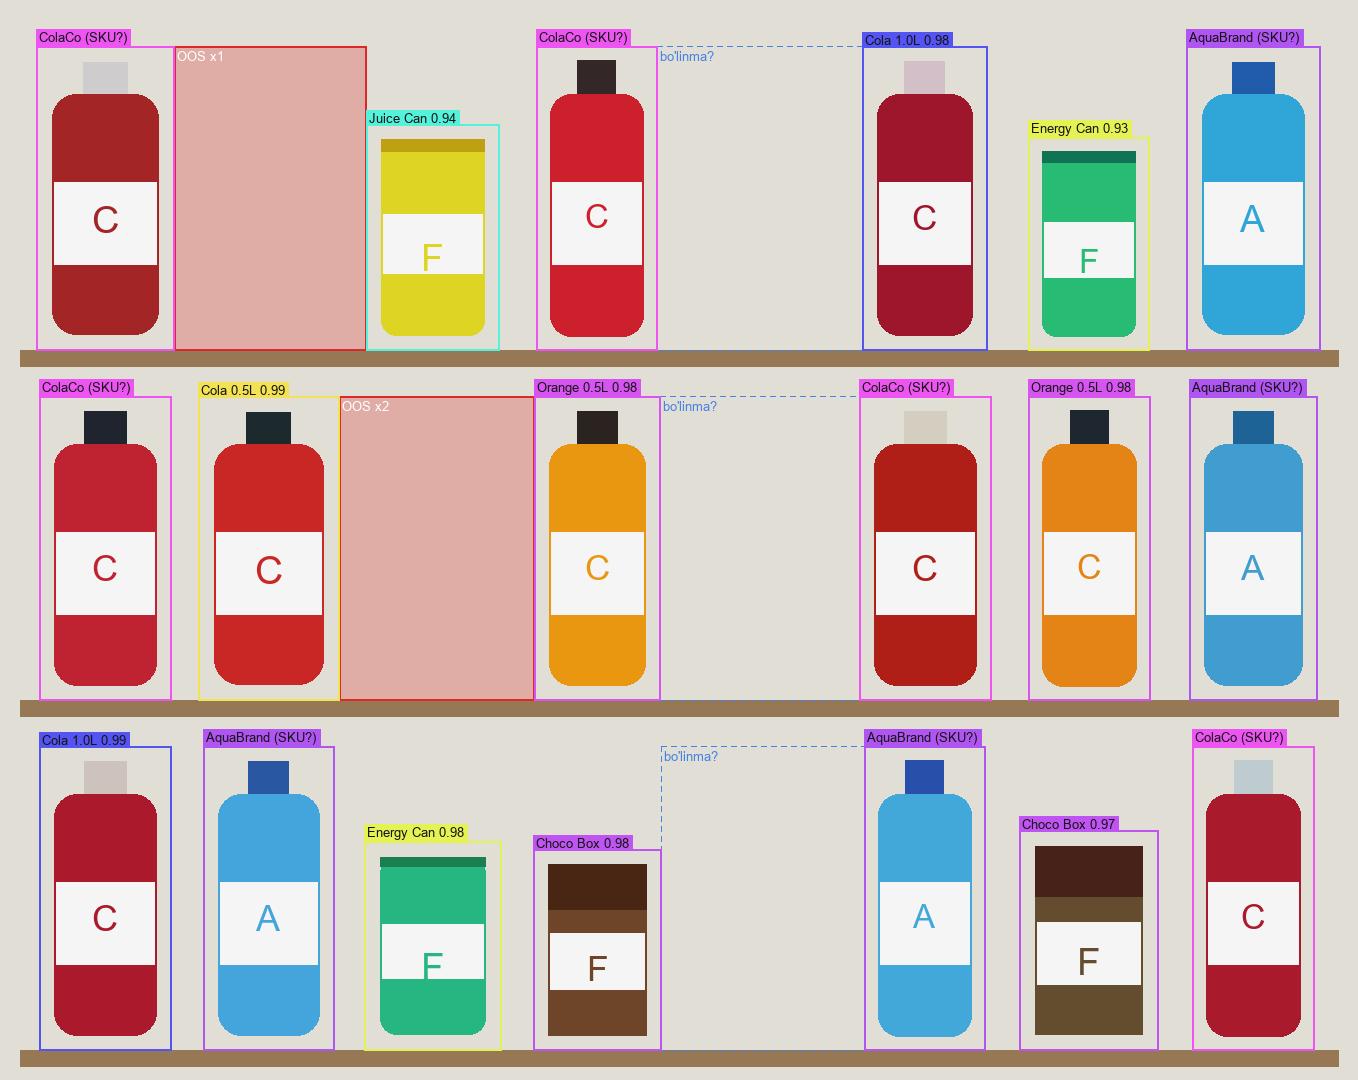 ColaCo (SKU?)
OOS x1
Juice Can 0.94
ColaCo (SKU?)
bo'linma?
Cola 1.0L 0.98
Energy Can 0.93
AquaBrand (SKU?)
C
F
C
C
F
A
ColaCo (SKU?)
Cola 0.5L 0.99
OOS x2
Orange 0.5L 0.98
bo'linma?
ColaCo (SKU?)
Orange 0.5L 0.98
AquaBrand (SKU?)
C
C
C
C
C
A
Cola 1.0L 0.99
AquaBrand (SKU?)
Energy Can 0.98
Choco Box 0.98
bo'linma?
AquaBrand (SKU?)
Choco Box 0.97
ColaCo (SKU?)
C
A
F
F
A
F
C